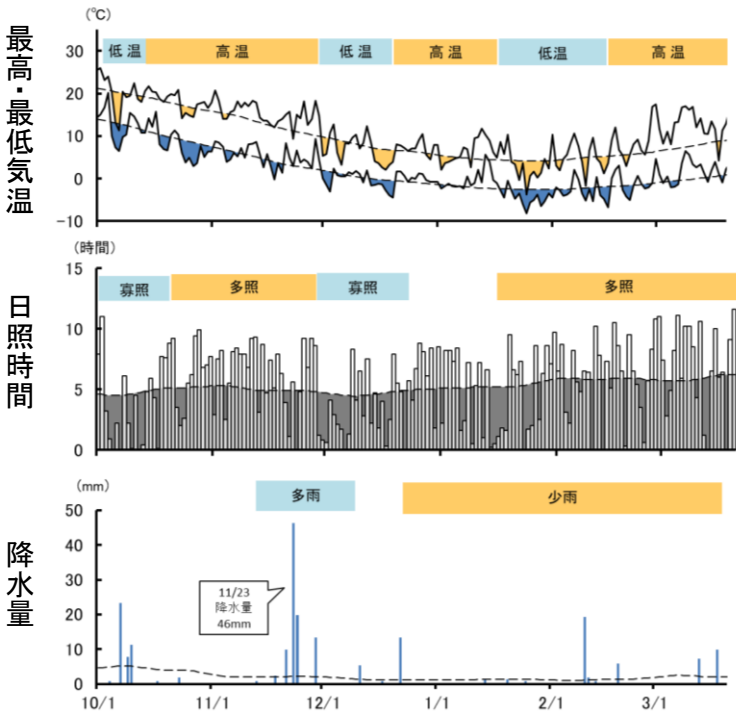 最高・最低気温
(℃)
低温
高温
低温
高温
低温
高温
30
20
10
0
-10
日照時間
(時間)
15
寡照
多照
寡照
多照
10
5
0
降水量
(mm)
多雨
少雨
50
40
30
20
10
0
11/23
降水量
46mm
10/1
11/1
12/1
1/1
2/1
3/1